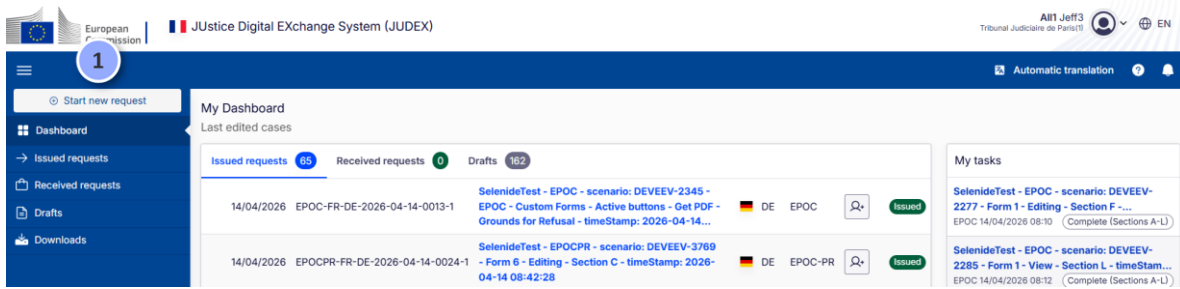 European
Commission
JUstice Digital EXchange System (JUDEX)
All1 Jeff3
Tribunal Judiciaire de Paris(1)
EN
1
Automatic translation
Start new request
Dashboard
Issued requests
Received requests
Drafts
Downloads
My Dashboard
Last edited cases
Issued requests 65
Received requests 0
Drafts 162
14/04/2026 EPOC-FR-DE-2026-04-14-0013-1
SelenideTest - EPOC - scenario: DEVEEV-2345 -
EPOC - Custom Forms - Active buttons - Get PDF -
Grounds for Refusal - timeStamp: 2026-04-14...
DE EPOC Issued
14/04/2026 EPOCPR-FR-DE-2026-04-14-0024-1
SelenideTest - EPOCPR - scenario: DEVEEV-3769
- Form 6 - Editing - Section C - timeStamp: 2026-
04-14 08:42:28
DE EPOC-PR Issued
My tasks
SelenideTest - EPOC - scenario: DEVEEV-
2277 - Form 1 - Editing - Section F -...
EPOC 14/04/2026 08:10 Complete (Sections A-L)
SelenideTest - EPOC - scenario: DEVEEV-
2285 - Form 1 - View - Section L - timeStam...
EPOC 14/04/2026 08:12 Complete (Sections A-L)